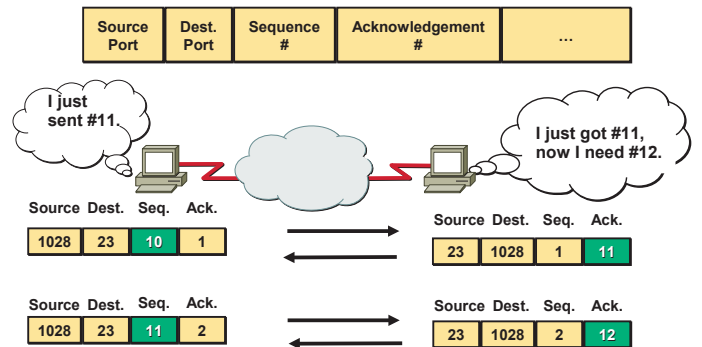 Source Port Dest. Port Sequence # Acknowledgement # ...
I just
sent #11.
I just got #11,
now I need #12.
Source Dest. Seq. Ack.
1028 23 10 1
Source Dest. Seq. Ack.
23 1028 1 11
Source Dest. Seq. Ack.
1028 23 11 2
Source Dest. Seq. Ack.
23 1028 2 12